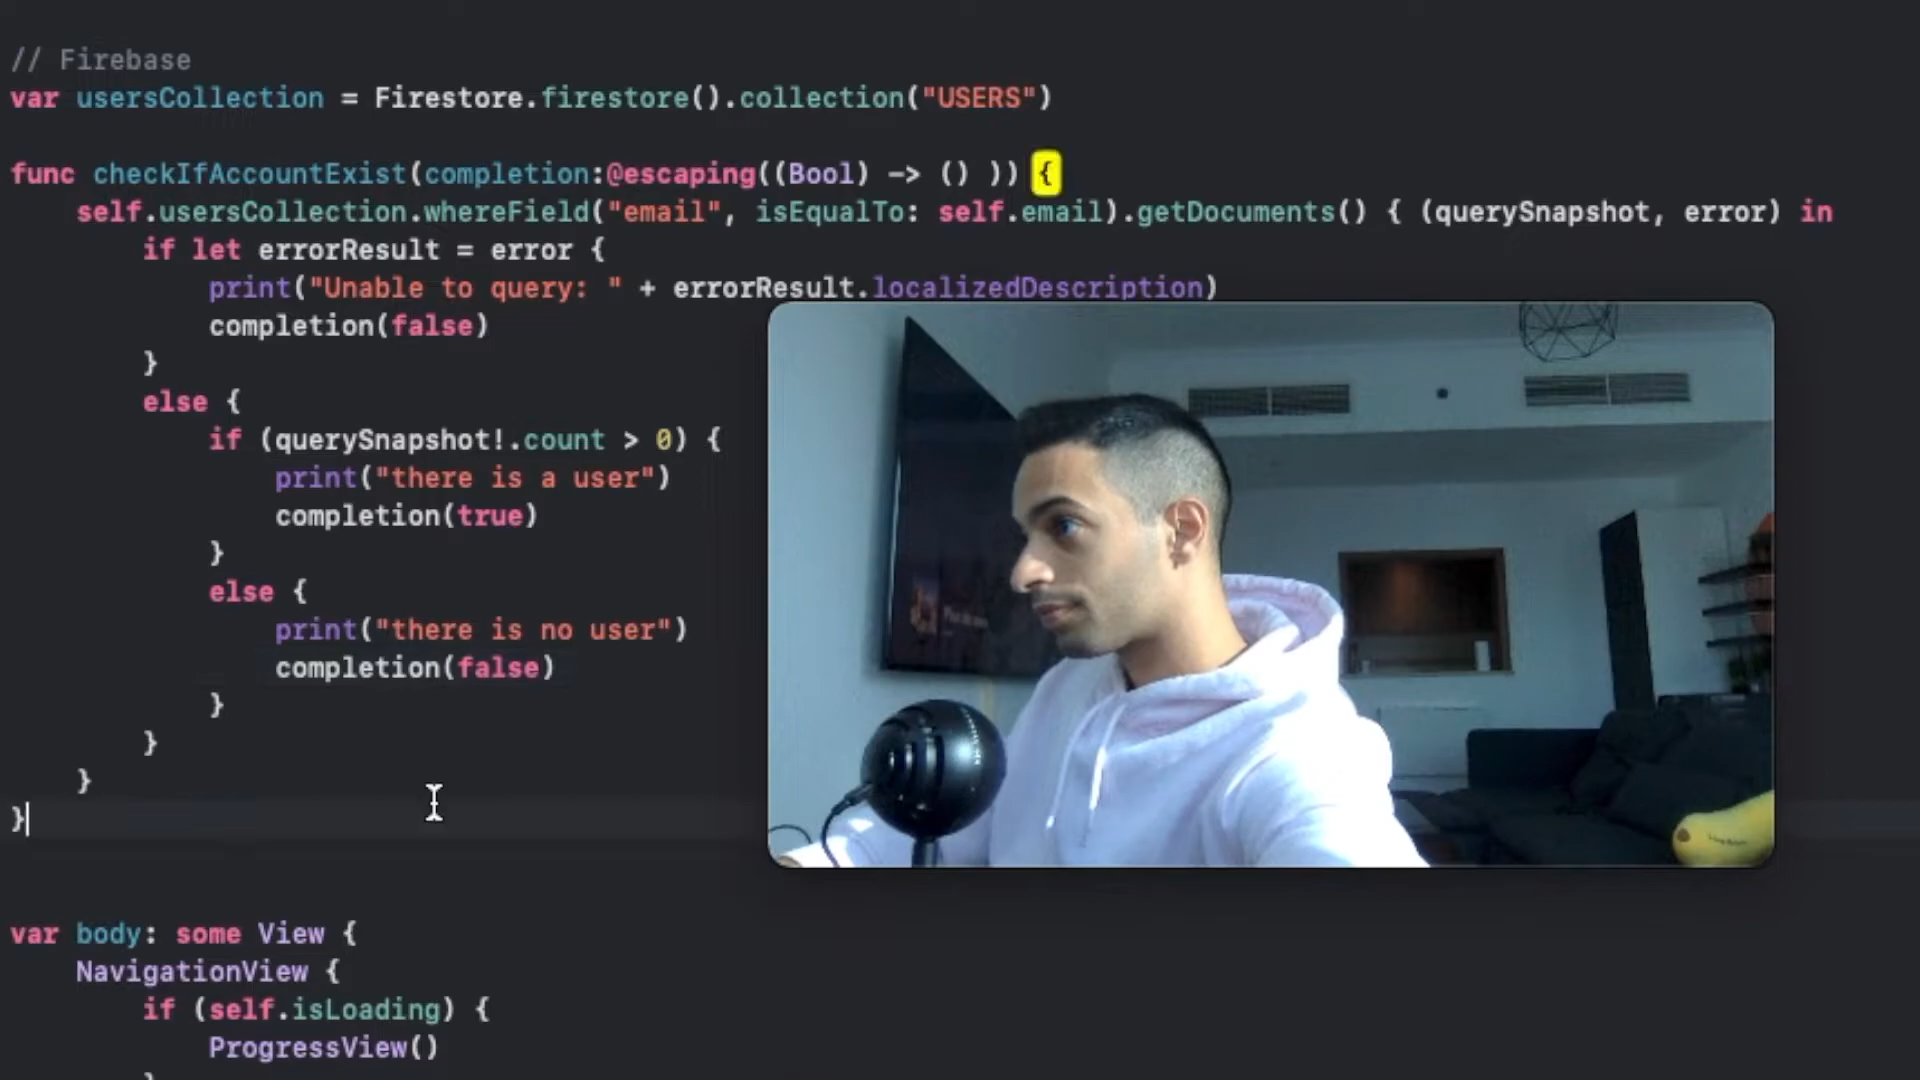 // Firebase
var usersCollection = Firestore.firestore().collection("USERS")
func checkIfAccountExist(completion:@escaping((Bool) -> () )) {
self.usersCollection.whereField("email", isEqualTo: self.email).getDocuments() { (querySnapshot, error) in
if let errorResult = error {
print("Unable to query: " + errorResult.localizedDescription)
completion(false)
}
else {
if (querySnapshot!.count > 0) {
print("there is a user")
completion(true)
}
else {
print("there is no user")
completion(false)
}
}
}
}
var body: some View {
NavigationView {
if (self.isLoading) {
ProgressView()